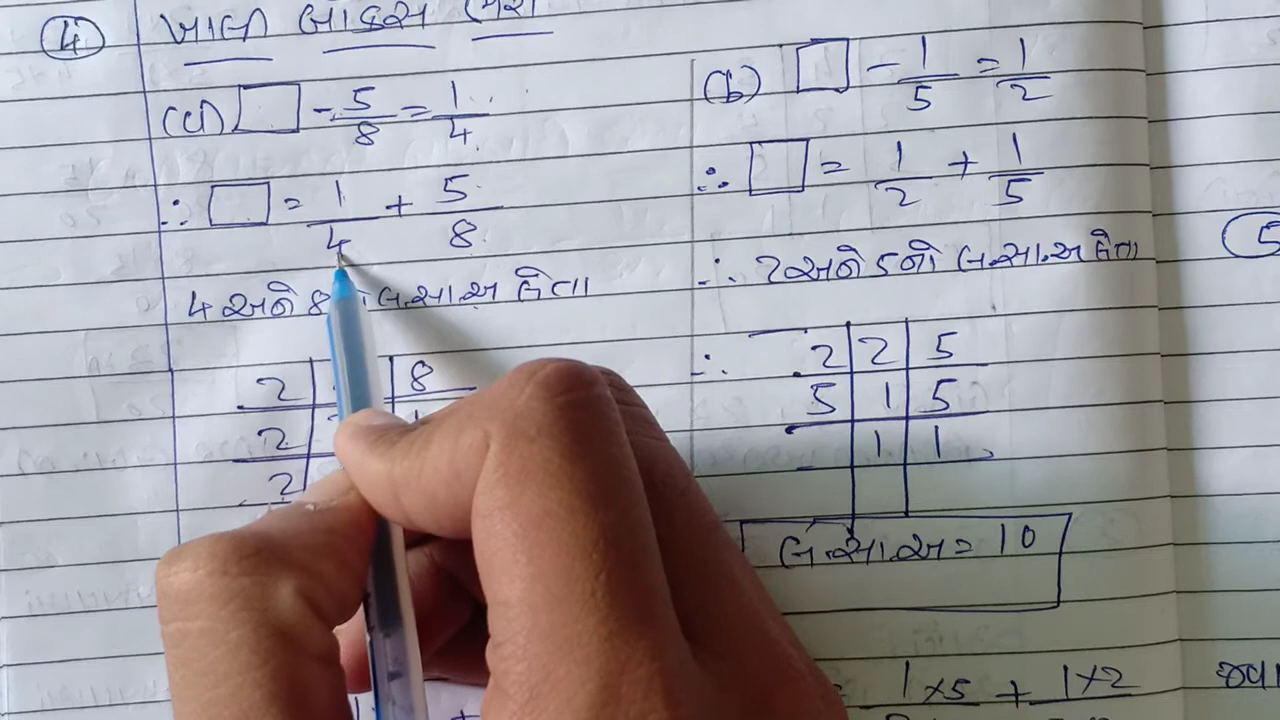 4 ખાલી બોક્સ ભરો
(a) □ - 5/8 = 1/4
∴ □ = 1/4 + 5/8
4 અને 8 લ.સા.અ લેતા
2 | | 8
2
2
(b) □ - 1/5 = 1/2
∴ □ = 1/2 + 1/5
∴ 2 અને 5નો લ.સા.અ લેતા
∴ 2 | 2 | 5
5 | 1 | 5
| 1 | 1
લ.સા.અ = 10
= 1×5 + 1×2
5